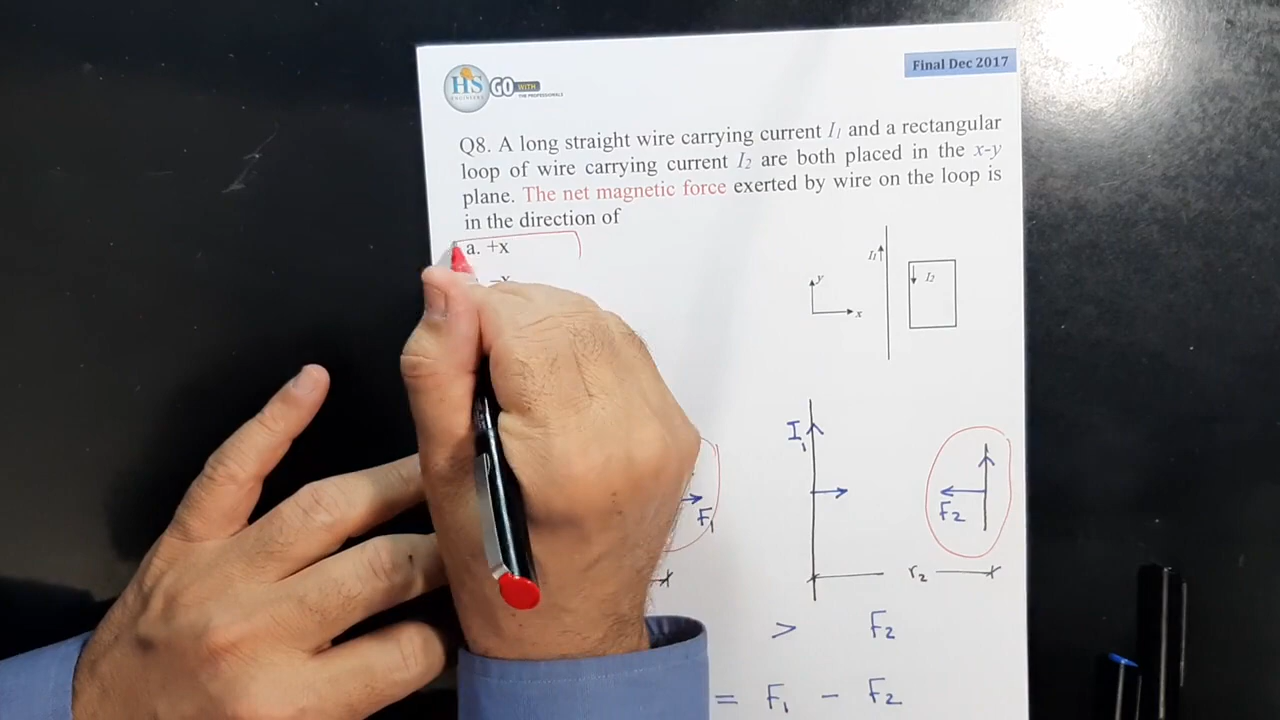 HS
ENGINEERS
GO WITH
THE PROFESSIONALS
Final Dec 2017
Q8. A long straight wire carrying current I₁ and a rectangular
loop of wire carrying current I₂ are both placed in the x-y
plane. The net magnetic force exerted by wire on the loop is
in the direction of
a. +x
–x
y
x
I₁
I₂
I₁
F₁
F₂
r₂
> F₂
= F₁ – F₂